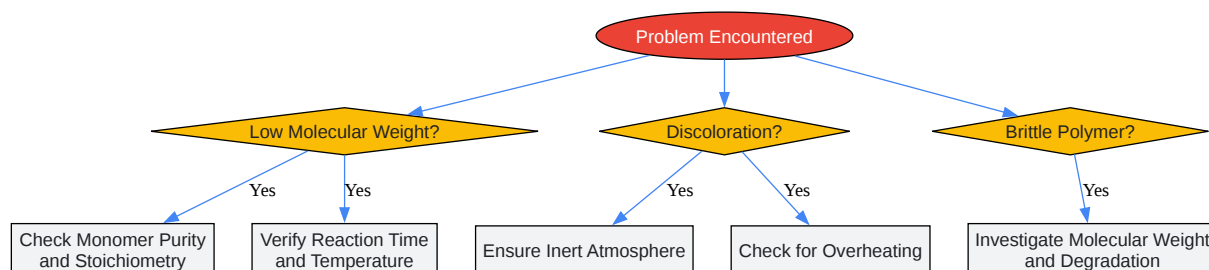 Problem Encountered
Low Molecular Weight?
Discoloration?
Brittle Polymer?
Yes
Yes
Yes
Yes
Yes
Check Monomer Purity
and Stoichiometry
Verify Reaction Time
and Temperature
Ensure Inert Atmosphere
Check for Overheating
Investigate Molecular Weight
and Degradation